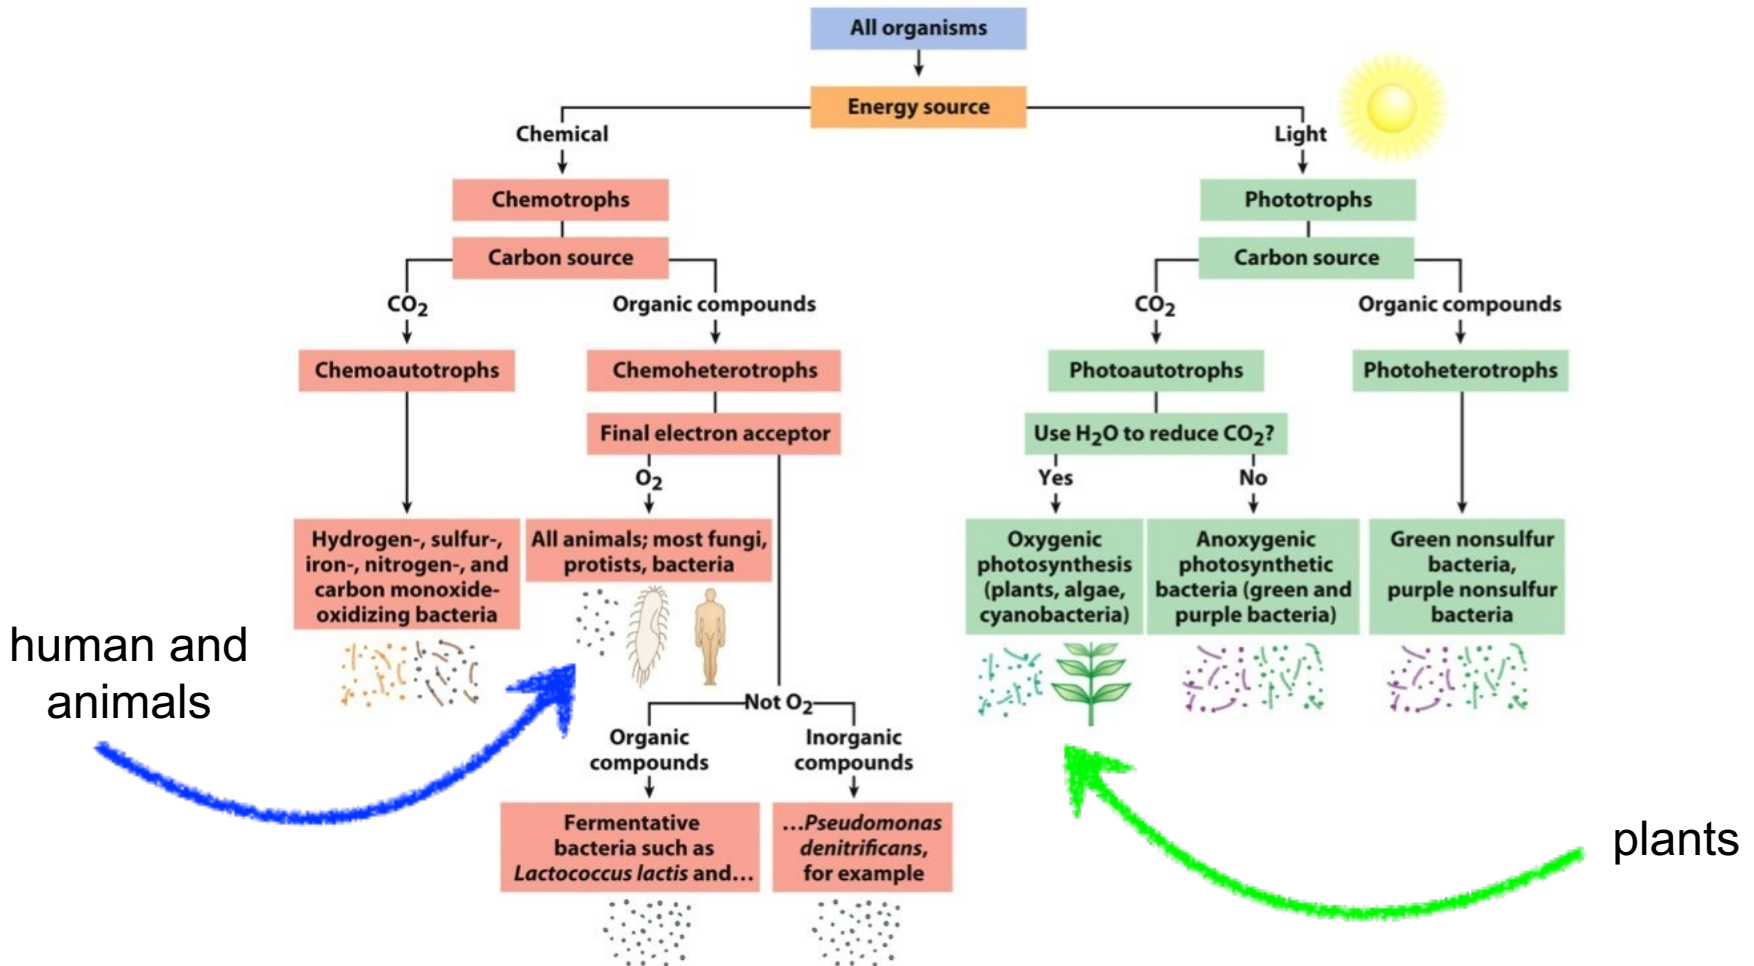 All organisms
Energy source
Chemical
Light
Chemotrophs
Phototrophs
Carbon source
Carbon source
CO₂
Organic compounds
CO₂
Organic compounds
Chemoautotrophs
Chemoheterotrophs
Photoautotrophs
Photoheterotrophs
Final electron acceptor
Use H₂O to reduce CO₂?
O₂
Yes
No
Hydrogen-, sulfur-,
iron-, nitrogen-, and
carbon monoxide-
oxidizing bacteria
All animals; most fungi,
protists, bacteria
Oxygenic
photosynthesis
(plants, algae,
cyanobacteria)
Anoxygenic
photosynthetic
bacteria (green and
purple bacteria)
Green nonsulfur
bacteria,
purple nonsulfur
bacteria
human and
animals
Not O₂
Organic
compounds
Inorganic
compounds
Fermentative
bacteria such as
Lactococcus lactis and...
...Pseudomonas
denitrificans,
for example
plants